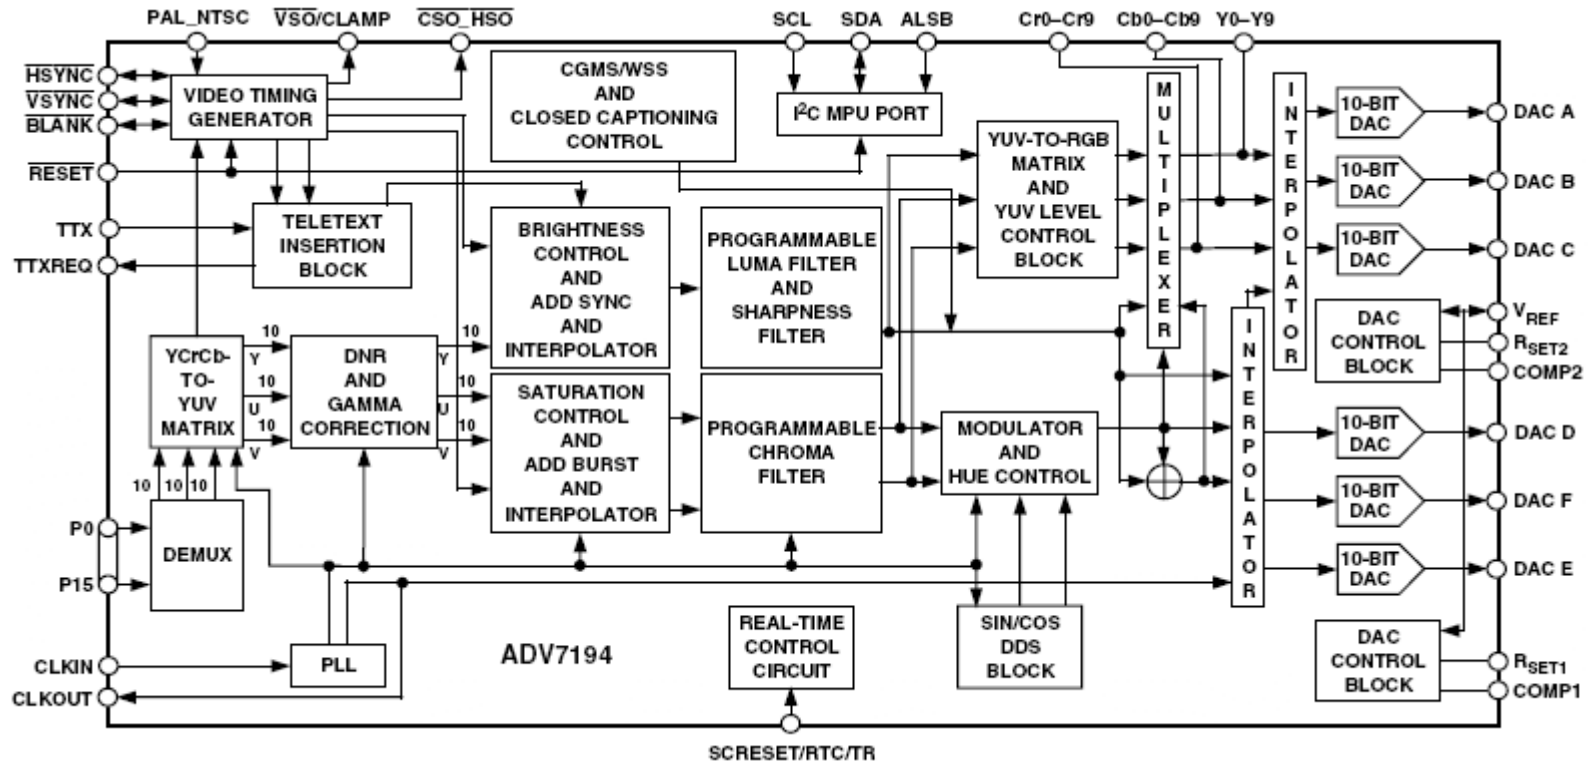 PAL_NTSC
VSO/CLAMP
CSO_HSO
SCL
SDA
ALSB
Cr0–Cr9
Cb0–Cb9
Y0–Y9
HSYNC
VSYNC
BLANK
RESET
TTX
TTXREQ
P0
P15
CLKIN
CLKOUT
VIDEO TIMING
GENERATOR
CGMS/WSS
AND
CLOSED CAPTIONING
CONTROL
I²C MPU PORT
TELETEXT
INSERTION
BLOCK
BRIGHTNESS
CONTROL
AND
ADD SYNC
AND
INTERPOLATOR
PROGRAMMABLE
LUMA FILTER
AND
SHARPNESS
FILTER
YUV-TO-RGB
MATRIX
AND
YUV LEVEL
CONTROL
BLOCK
MULTIPLEXER
INTERPOLATOR
10-BIT
DAC
DAC A
10-BIT
DAC
DAC B
10-BIT
DAC
DAC C
YCrCb-
TO-
YUV
MATRIX
10
Y
10
U
10
V
DNR
AND
GAMMA
CORRECTION
10
Y
10
U
10
V
SATURATION
CONTROL
AND
ADD BURST
AND
INTERPOLATOR
PROGRAMMABLE
CHROMA
FILTER
MODULATOR
AND
HUE CONTROL
INTERPOLATOR
DAC
CONTROL
BLOCK
VREF
RSET2
COMP2
10-BIT
DAC
DAC D
10-BIT
DAC
DAC F
10-BIT
DAC
DAC E
10
10
10
DEMUX
PLL
ADV7194
REAL-TIME
CONTROL
CIRCUIT
SIN/COS
DDS
BLOCK
DAC
CONTROL
BLOCK
RSET1
COMP1
SCRESET/RTC/TR